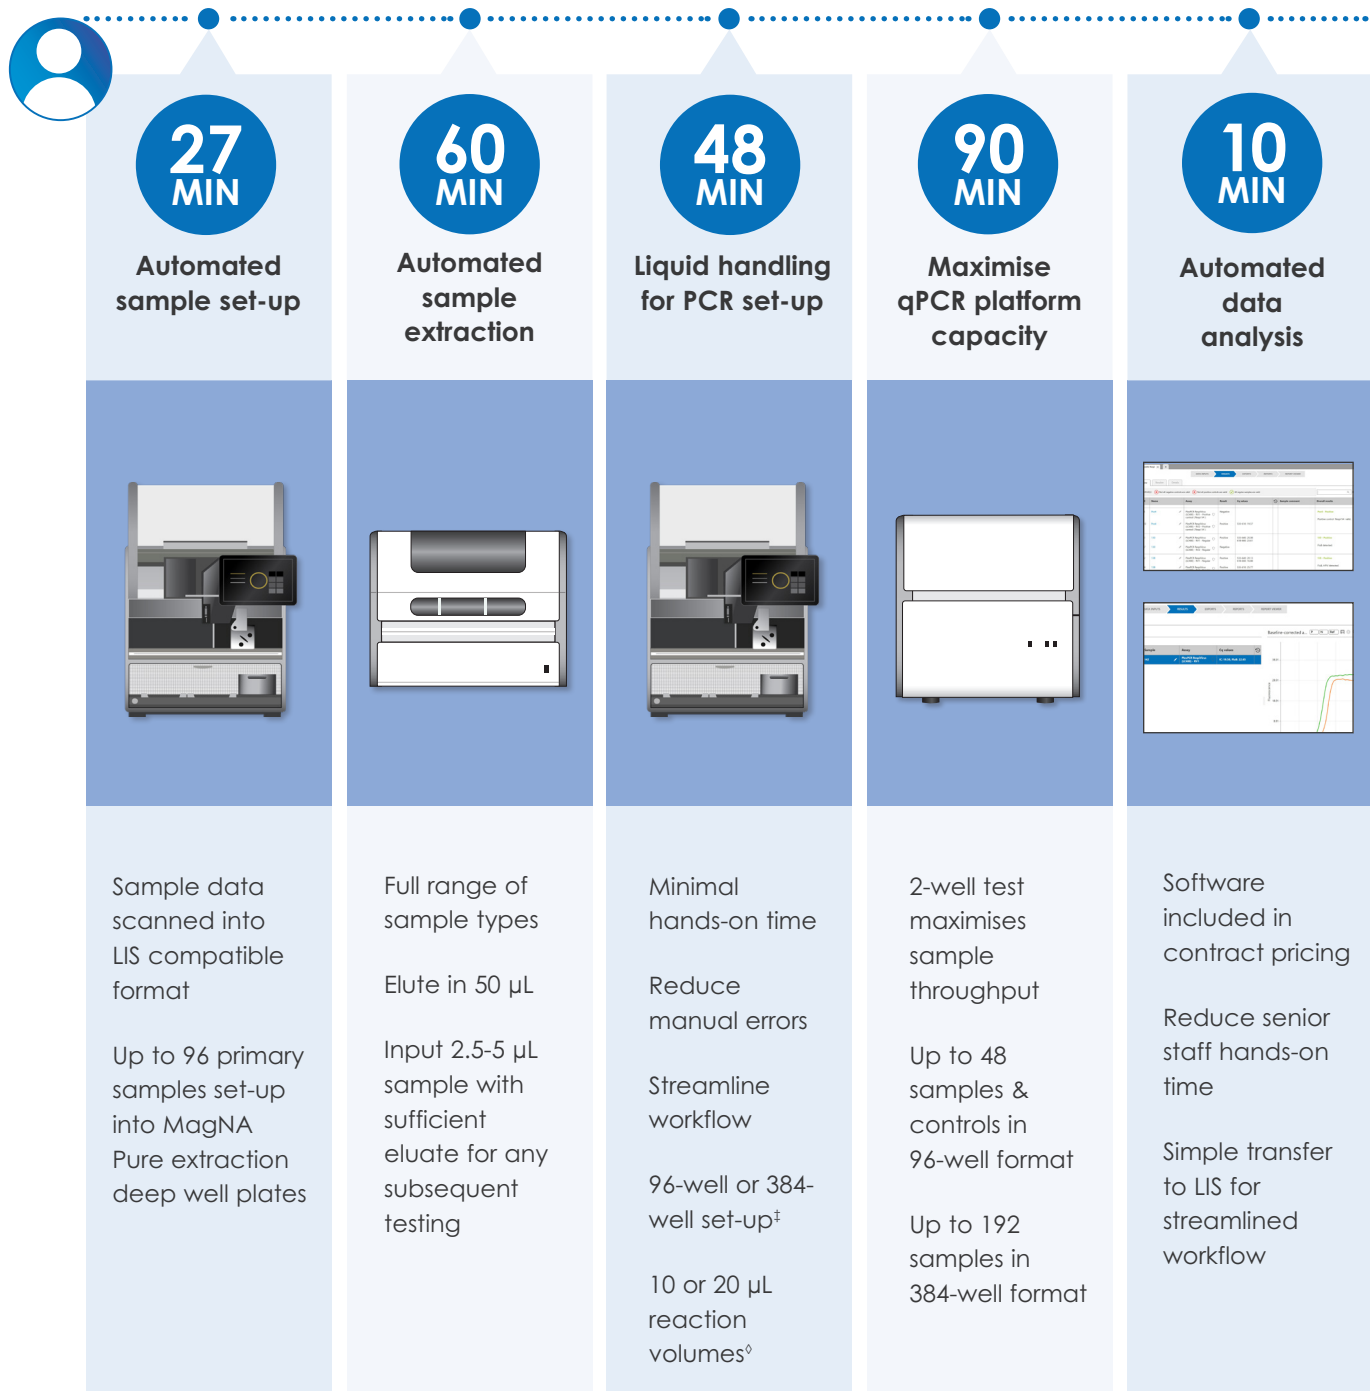 27
MIN
Automated
sample set-up
Sample data
scanned into
LIS compatible
format
Up to 96 primary
samples set-up
into MagNA
Pure extraction
deep well plates
60
MIN
Automated
sample
extraction
Full range of
sample types
Elute in 50 µL
Input 2.5-5 µL
sample with
sufficient
eluate for any
subsequent
testing
48
MIN
Liquid handling
for PCR set-up
Minimal
hands-on time
Reduce
manual errors
Streamline
workflow
96-well or 384-
well set-up‡
10 or 20 µL
reaction
volumes◊
90
MIN
Maximise
qPCR platform
capacity
2-well test
maximises
sample
throughput
Up to 48
samples &
controls in
96-well format
Up to 192
samples in
384-well format
10
MIN
Automated
data
analysis
Software
included in
contract pricing
Reduce senior
staff hands-on
time
Simple transfer
to LIS for
streamlined
workflow